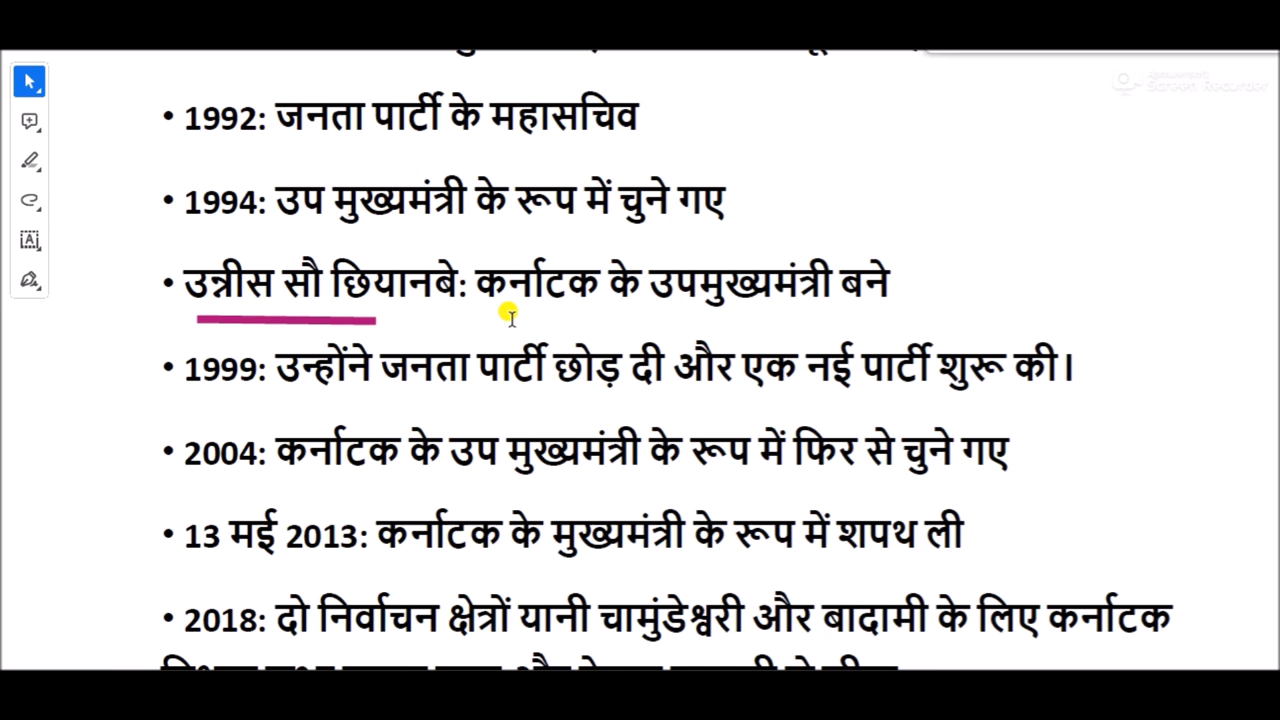 • 1992: जनता पार्टी के महासचिव
• 1994: उप मुख्यमंत्री के रूप में चुने गए
• उन्नीस सौ छियानबे: कर्नाटक के उपमुख्यमंत्री बने
• 1999: उन्होंने जनता पार्टी छोड़ दी और एक नई पार्टी शुरू की।
• 2004: कर्नाटक के उप मुख्यमंत्री के रूप में फिर से चुने गए
• 13 मई 2013: कर्नाटक के मुख्यमंत्री के रूप में शपथ ली
• 2018: दो निर्वाचन क्षेत्रों यानी चामुंडेश्वरी और बादामी के लिए कर्नाटक
Screen Recorder